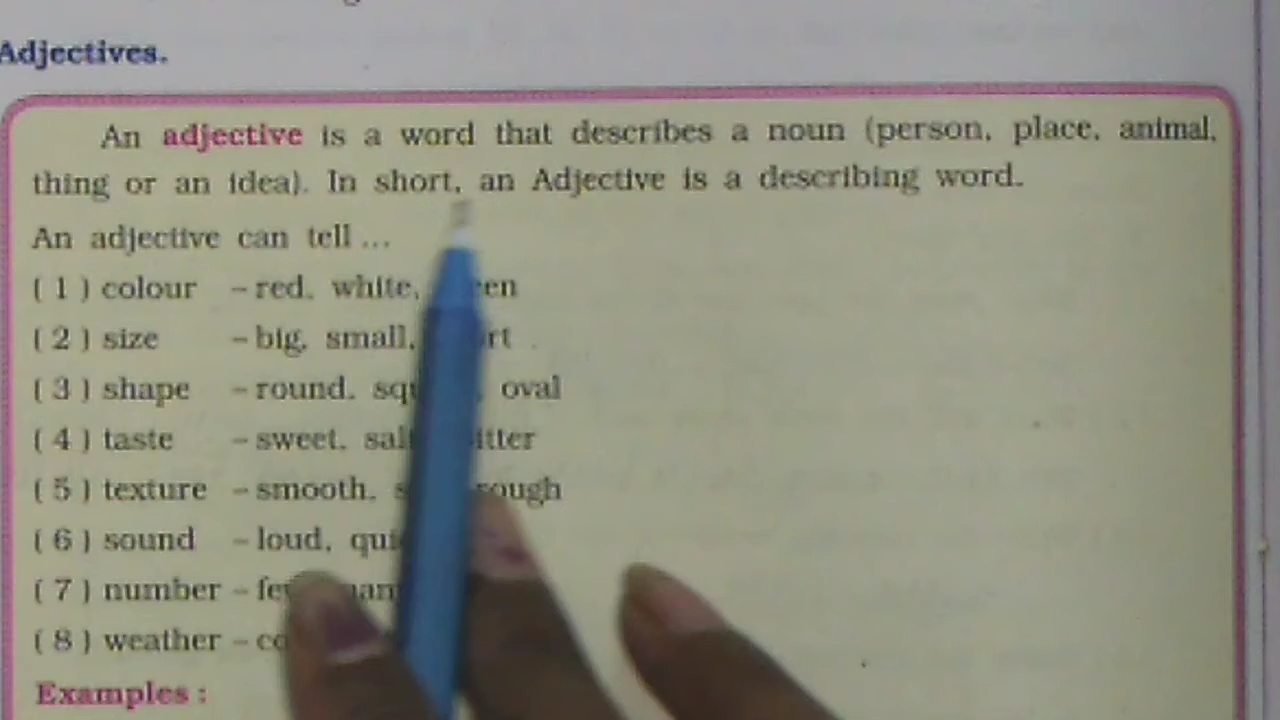 Adjectives.
An adjective is a word that describes a noun (person, place, animal,
thing or an idea). In short, an Adjective is a describing word.
An adjective can tell ...
( 1 ) colour – red, white,
( 2 ) size – big, small,
( 3 ) shape – round, oval
( 4 ) taste – sweet,
( 5 ) texture – smooth, rough
( 6 ) sound – loud,
( 7 ) number –
( 8 ) weather –
Examples :